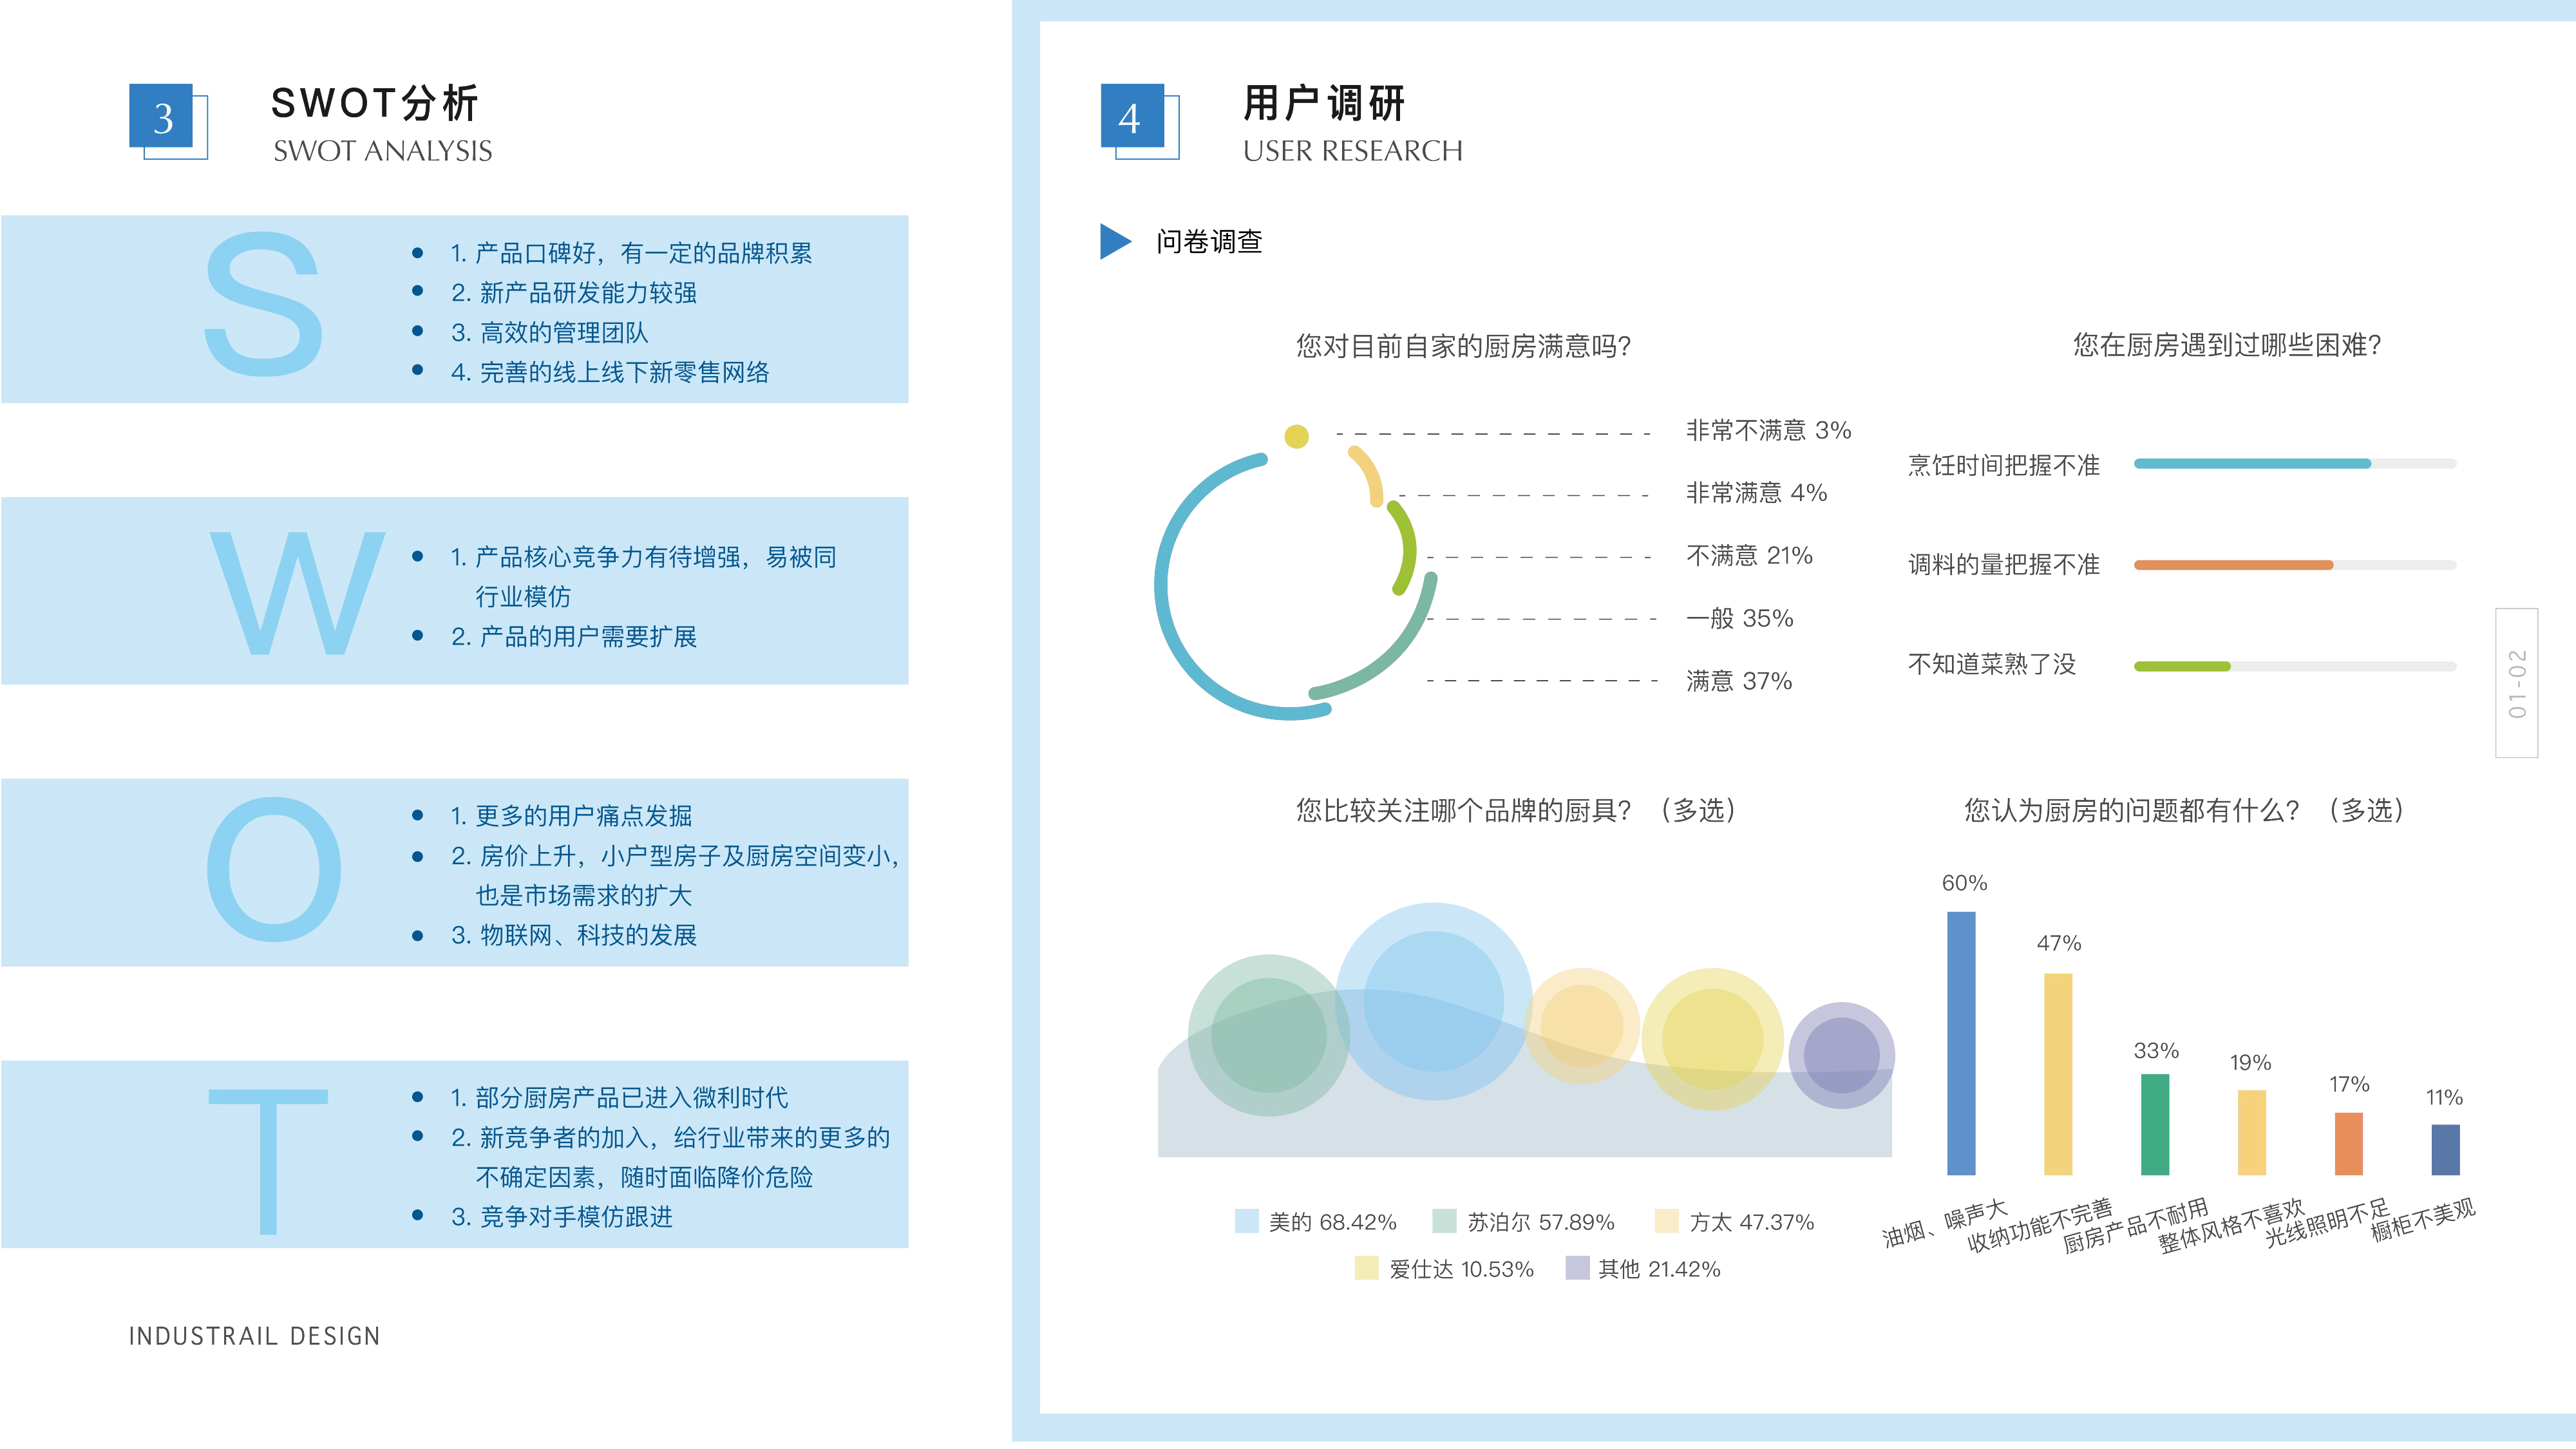 3
SWOT分析
SWOT ANALYSIS
S
1. 产品口碑好，有一定的品牌积累
2. 新产品研发能力较强
3. 高效的管理团队
4. 完善的线上线下新零售网络
W
1. 产品核心竞争力有待增强，易被同
行业模仿
2. 产品的用户需要扩展
O
1. 更多的用户痛点发掘
2. 房价上升，小户型房子及厨房空间变小，
也是市场需求的扩大
3. 物联网、科技的发展
T
1. 部分厨房产品已进入微利时代
2. 新竞争者的加入，给行业带来的更多的
不确定因素，随时面临降价危险
3. 竞争对手模仿跟进
INDUSTRAIL DESIGN
4
用户调研
USER RESEARCH
问卷调查
您对目前自家的厨房满意吗？
非常不满意 3%
非常满意 4%
不满意 21%
一般 35%
满意 37%
您在厨房遇到过哪些困难？
烹饪时间把握不准
调料的量把握不准
不知道菜熟了没
01-02
您比较关注哪个品牌的厨具？（多选）
美的 68.42%
苏泊尔 57.89%
方太 47.37%
爱仕达 10.53%
其他 21.42%
您认为厨房的问题都有什么？（多选）
60%
47%
33%
19%
17%
11%
油烟、噪声大
收纳功能不完善
厨房产品不耐用
整体风格不喜欢
光线照明不足
橱柜不美观